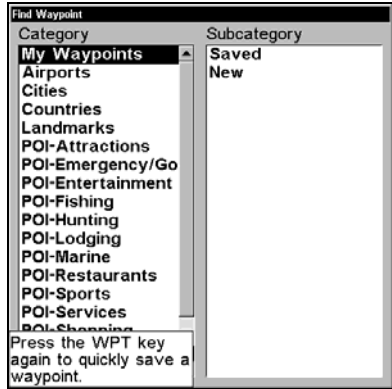 Find Waypoint
Category
My Waypoints
Airports
Cities
Countries
Landmarks
POI-Attractions
POI-Emergency/Go
POI-Entertainment
POI-Fishing
POI-Hunting
POI-Lodging
POI-Marine
POI-Restaurants
POI-Sports
POI-Services
POI-Shopping
Subcategory
Saved
New
Press the WPT key
again to quickly save a
waypoint.